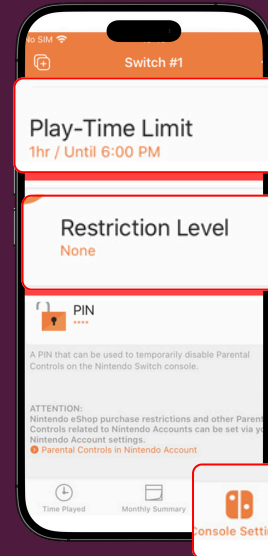 No SIM
Switch #1
Play-Time Limit
1hr / Until 6:00 PM
Restriction Level
None
PIN
••••
A PIN that can be used to temporarily disable Parental
Controls on the Nintendo Switch console.
ATTENTION:
Nintendo eShop purchase restrictions and other Parent
Controls related to Nintendo Accounts can be set via yo
Nintendo Account settings.
Parental Controls in Nintendo Account
Time Played
Monthly Summary
Console Setti